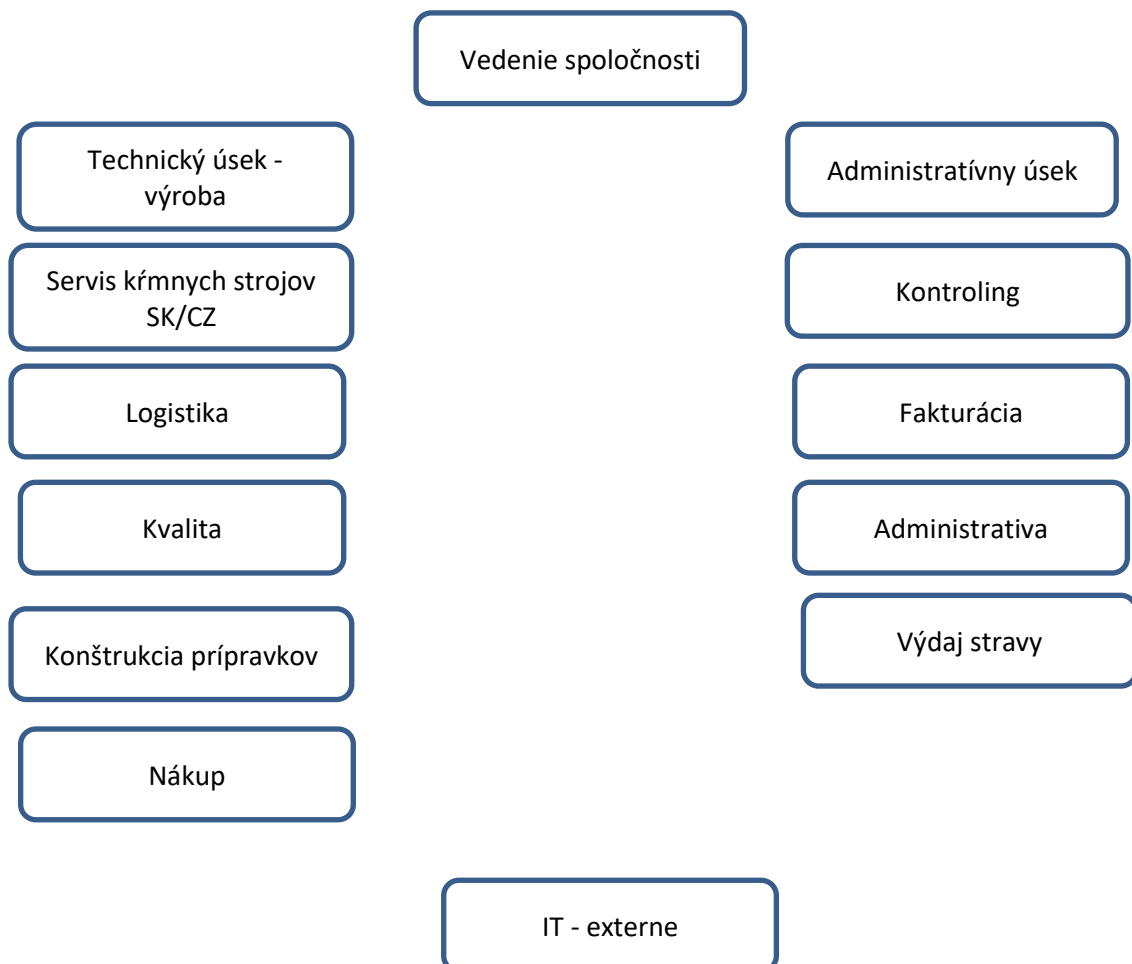 Vedenie spoločnosti
Technický úsek -
výroba
Administratívny úsek
Servis kŕmnych strojov
SK/CZ
Kontroling
Logistika
Fakturácia
Kvalita
Administrativa
Konštrukcia prípravkov
Výdaj stravy
Nákup
IT - externe